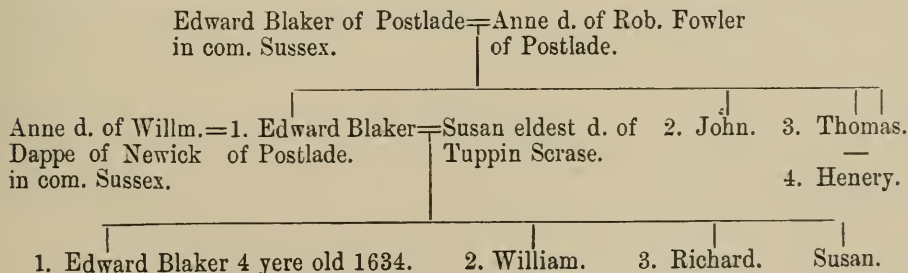 Edward Blaker of Postlade=Anne d. of Rob. Fowler
in com. Sussex. of Postlade.
Anne d. of Willm.=1. Edward Blaker=Susan eldest d. of 2. John. 3. Thomas.
Dappe of Newick of Postlade. Tuppin Scrase. —
in com. Sussex. 4. Henery.
1. Edward Blaker 4 yere old 1634. 2. William. 3. Richard. Susan.